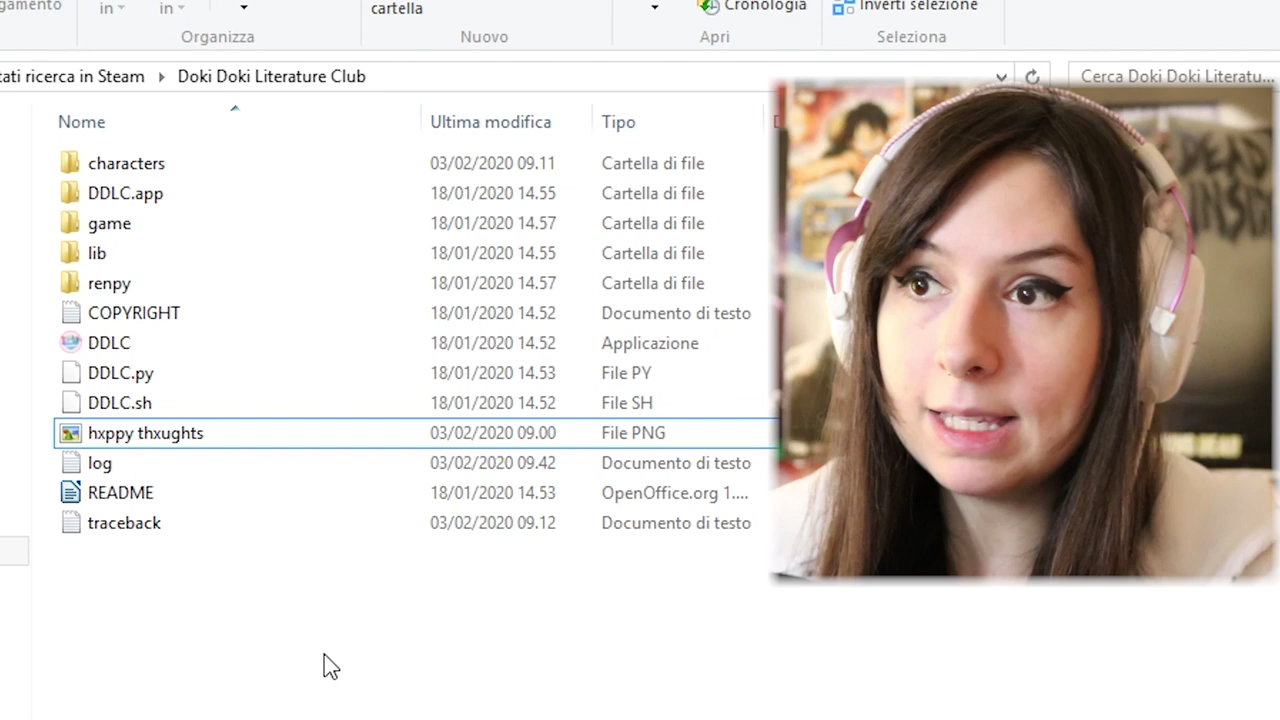 gamento
in
in
cartella
Cronologia
Inverti selezione
Organizza
Nuovo
Apri
Seleziona
tati ricerca in Steam
Doki Doki Literature Club
Cerca Doki Doki Literatu...
Nome
Ultima modifica
Tipo
D
characters 03/02/2020 09.11 Cartella di file
DDLC.app 18/01/2020 14.55 Cartella di file
game 18/01/2020 14.57 Cartella di file
lib 18/01/2020 14.55 Cartella di file
renpy 18/01/2020 14.57 Cartella di file
COPYRIGHT 18/01/2020 14.52 Documento di testo
DDLC 18/01/2020 14.52 Applicazione
DDLC.py 18/01/2020 14.53 File PY
DDLC.sh 18/01/2020 14.52 File SH
hxppy thxughts 03/02/2020 09.00 File PNG
log 03/02/2020 09.42 Documento di testo
README 18/01/2020 14.53 OpenOffice.org 1....
traceback 03/02/2020 09.12 Documento di testo
DEAD